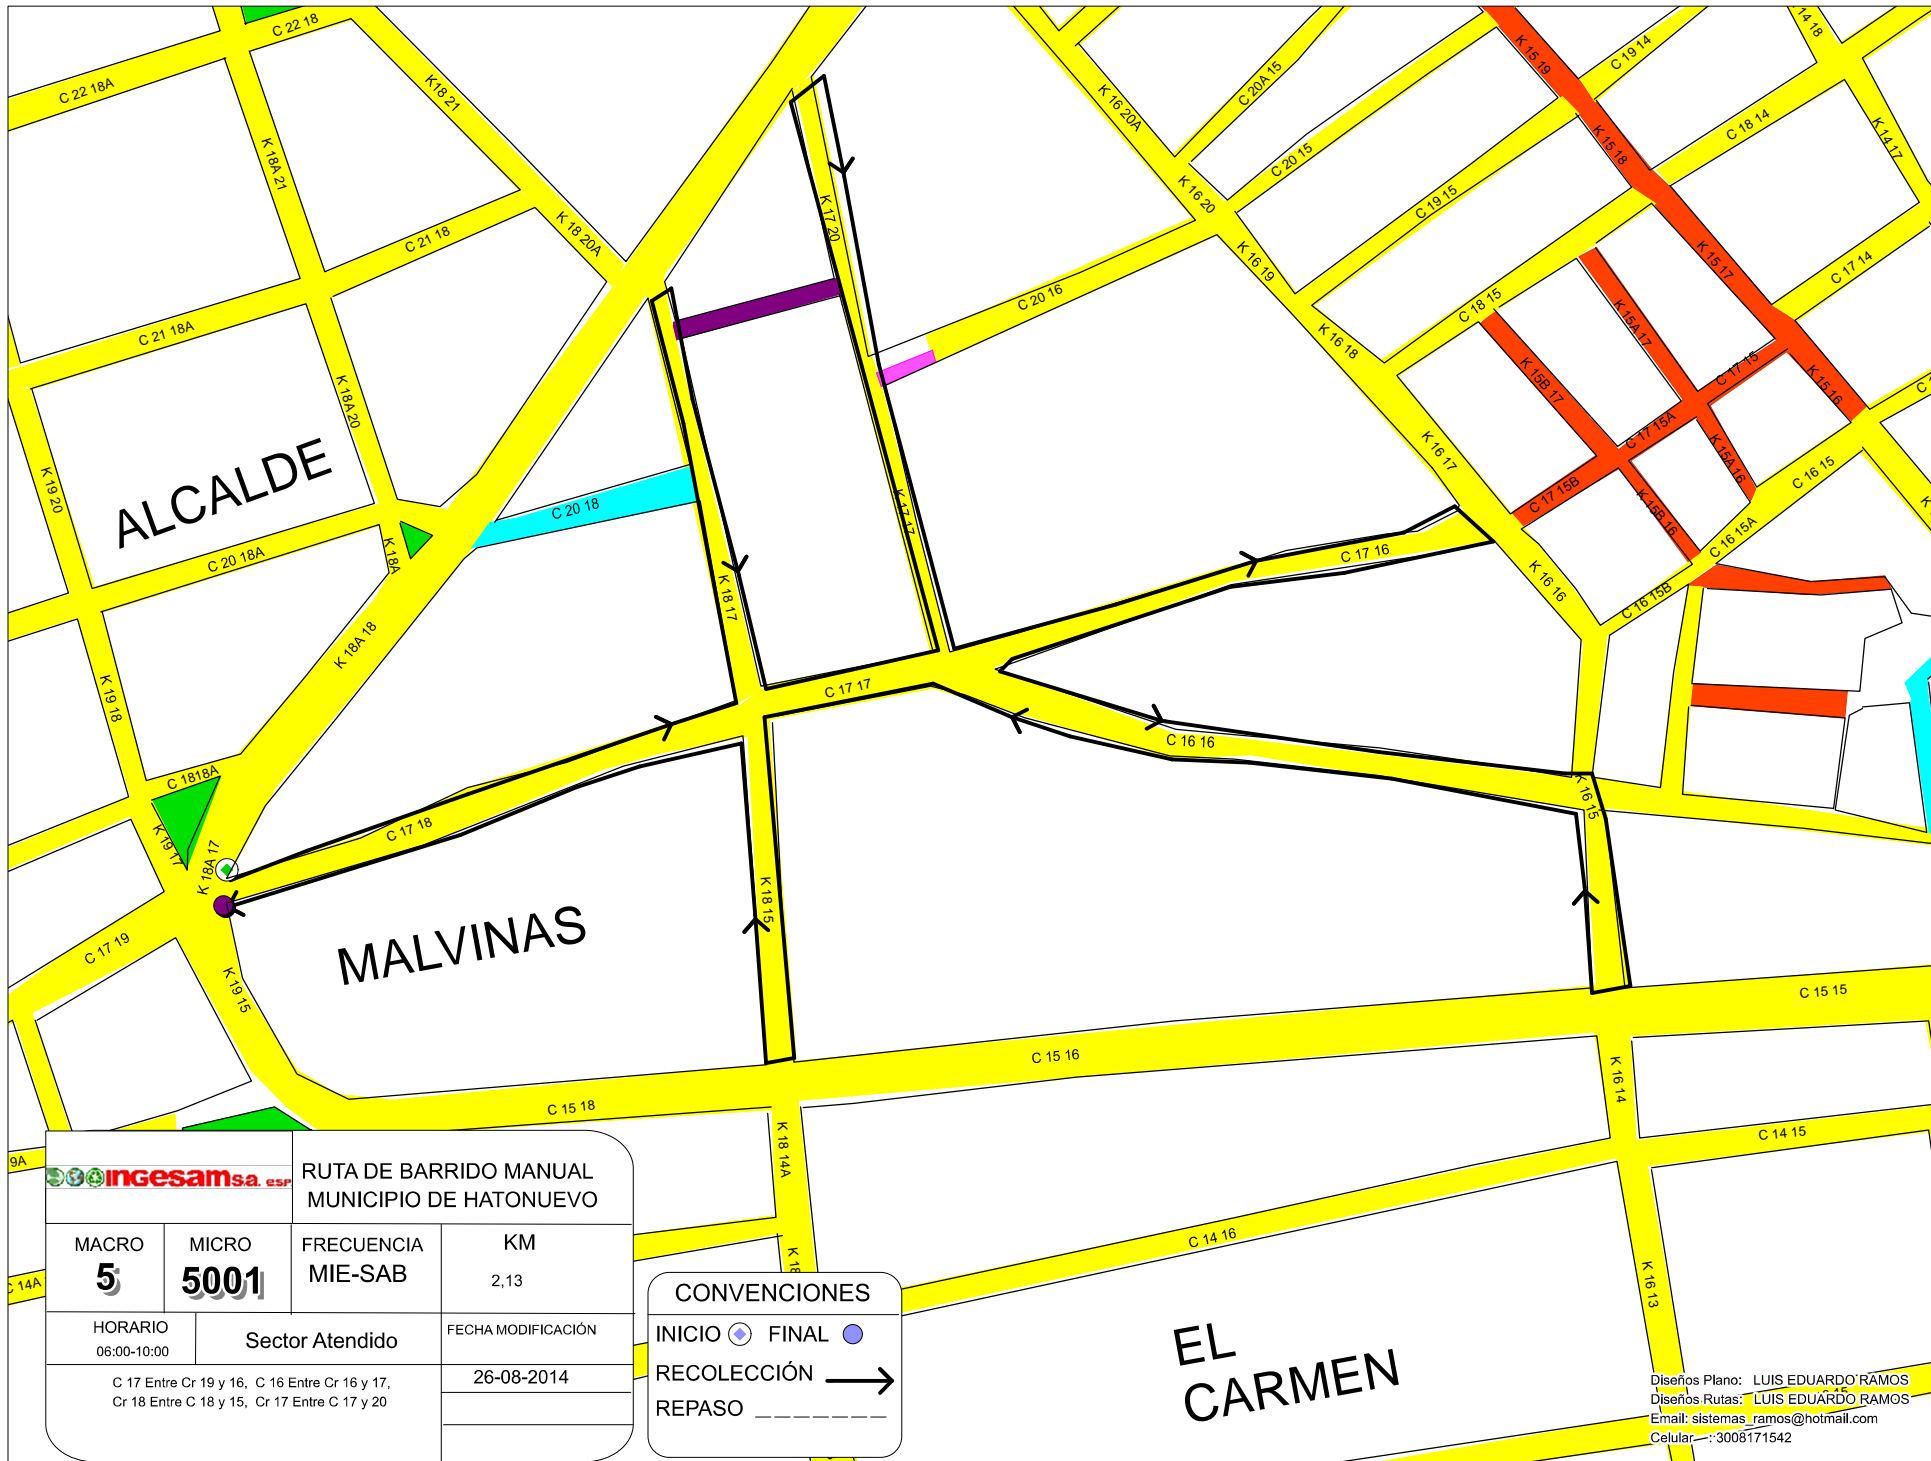 C 22 18
C 22 18A
K18 21
K 18A 21
C 21 18
K 18 20A
C 21 18A
K 18A 20
K 19 20
ALCALDE
C 20 18A
K 18A
C 20 18
K 18A 18
K 19 18
C 1818A
K 19 17
K 18A 17
C 17 19
K 19 15
C 17 18
MALVINAS
K 18 17
K 17 20
K 17 17
C 17 17
K 18 15
C 20 16
K 16 20A
C 20A 15
K 16 20
C 20 15
K 16 19
C 19 15
K 16 18
C 18 15
K 16 17
K 15 19
C 19 14
K 15 18
C 18 14
14 18
K 14 17
K 15 17
C 17 14
K 15A 17
K 15B 17
C 17 15
K 15 16
C 17 15A
K 15A 16
C 17 15B
K 15B 16
C 16 15
C 16 15A
C 16 15B
K 16 16
C 17 16
C 16 16
K 16 15
C 15 15
C 15 16
C 15 18
K 16 14
C 14 15
K 18 14A
K 18
C 14 16
K 16 13
9A
C 14A
EL
CARMEN
INGESAM S.A. ESP
RUTA DE BARRIDO MANUAL
MUNICIPIO DE HATONUEVO
MACRO
5
MICRO
5001
FRECUENCIA
MIE-SAB
KM
2,13
HORARIO
06:00-10:00
Sector Atendido
FECHA MODIFICACIÓN
26-08-2014
C 17 Entre Cr 19 y 16, C 16 Entre Cr 16 y 17,
Cr 18 Entre C 18 y 15, Cr 17 Entre C 17 y 20
CONVENCIONES
INICIO FINAL
RECOLECCIÓN
REPASO
Diseños Plano: LUIS EDUARDO RAMOS
Diseños Rutas: LUIS EDUARDO RAMOS
Email: sistemas_ramos@hotmail.com
Celular :3008171542